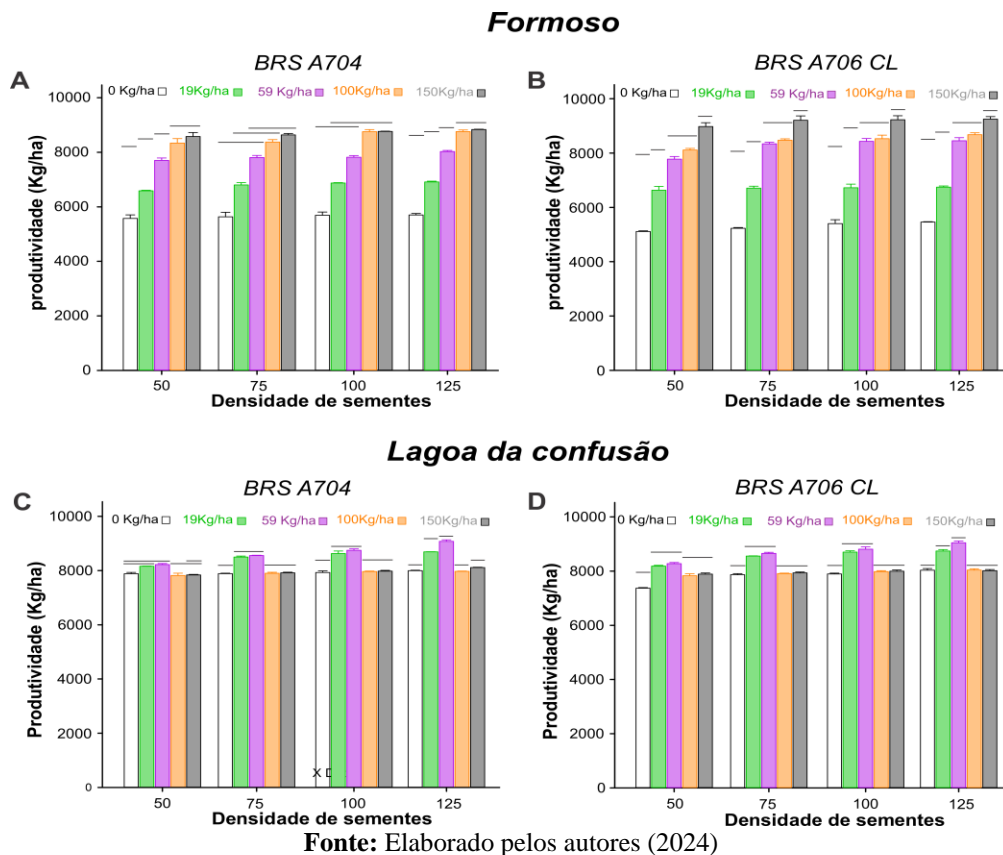 Formoso
A
BRS A704
0 Kg/ha 19Kg/ha 59 Kg/ha 100Kg/ha 150Kg/ha
produtividade (Kg/ha)
10000
8000
6000
4000
2000
0
50 75 100 125
Densidade de sementes
B
BRS A706 CL
0 Kg/ha 19Kg/ha 59 Kg/ha 100Kg/ha 150Kg/ha
produtividade (Kg/ha)
10000
8000
6000
4000
2000
0
50 75 100 125
Densidade de sementes
Lagoa da confusão
C
BRS A704
0 Kg/ha 19Kg/ha 59 Kg/ha 100Kg/ha 150Kg/ha
Produtividade (Kg/ha)
10000
8000
6000
4000
2000
0
X
50 75 100 125
Densidade de sementes
D
BRS A706 CL
0 Kg/ha 19Kg/ha 59 Kg/ha 100Kg/ha 150Kg/ha
Produtividade (Kg/ha)
10000
8000
6000
4000
2000
0
50 75 100 125
Densidade de sementes
Fonte: Elaborado pelos autores (2024)